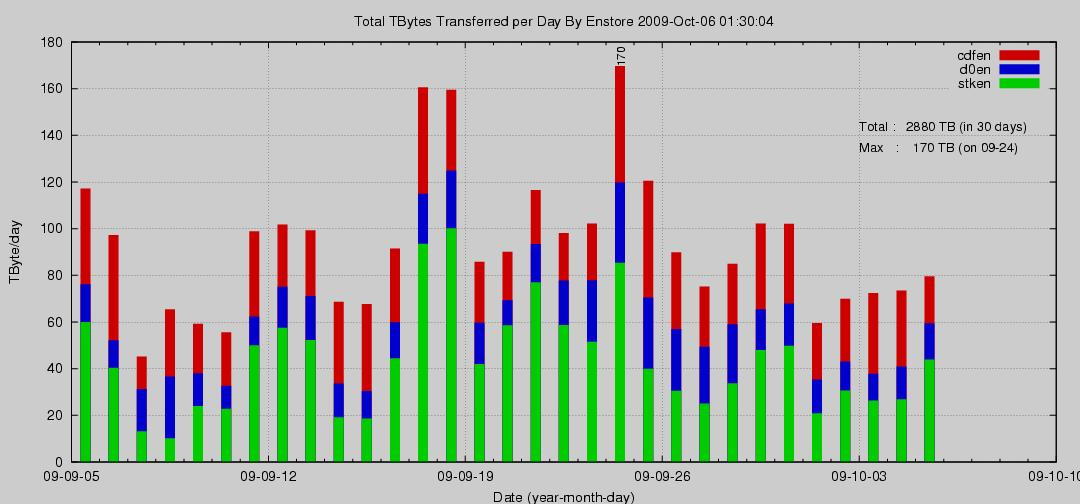 Total TBytes Transferred per Day By Enstore 2009-Oct-06 01:30:04
180
160
140
120
100
80
60
40
20
0
TByte/day
170
cdfen
d0en
stken
Total : 2880 TB (in 30 days)
Max : 170 TB (on 09-24)
09-09-05 09-09-12 09-09-19 09-09-26 09-10-03 09-10-10
Date (year-month-day)